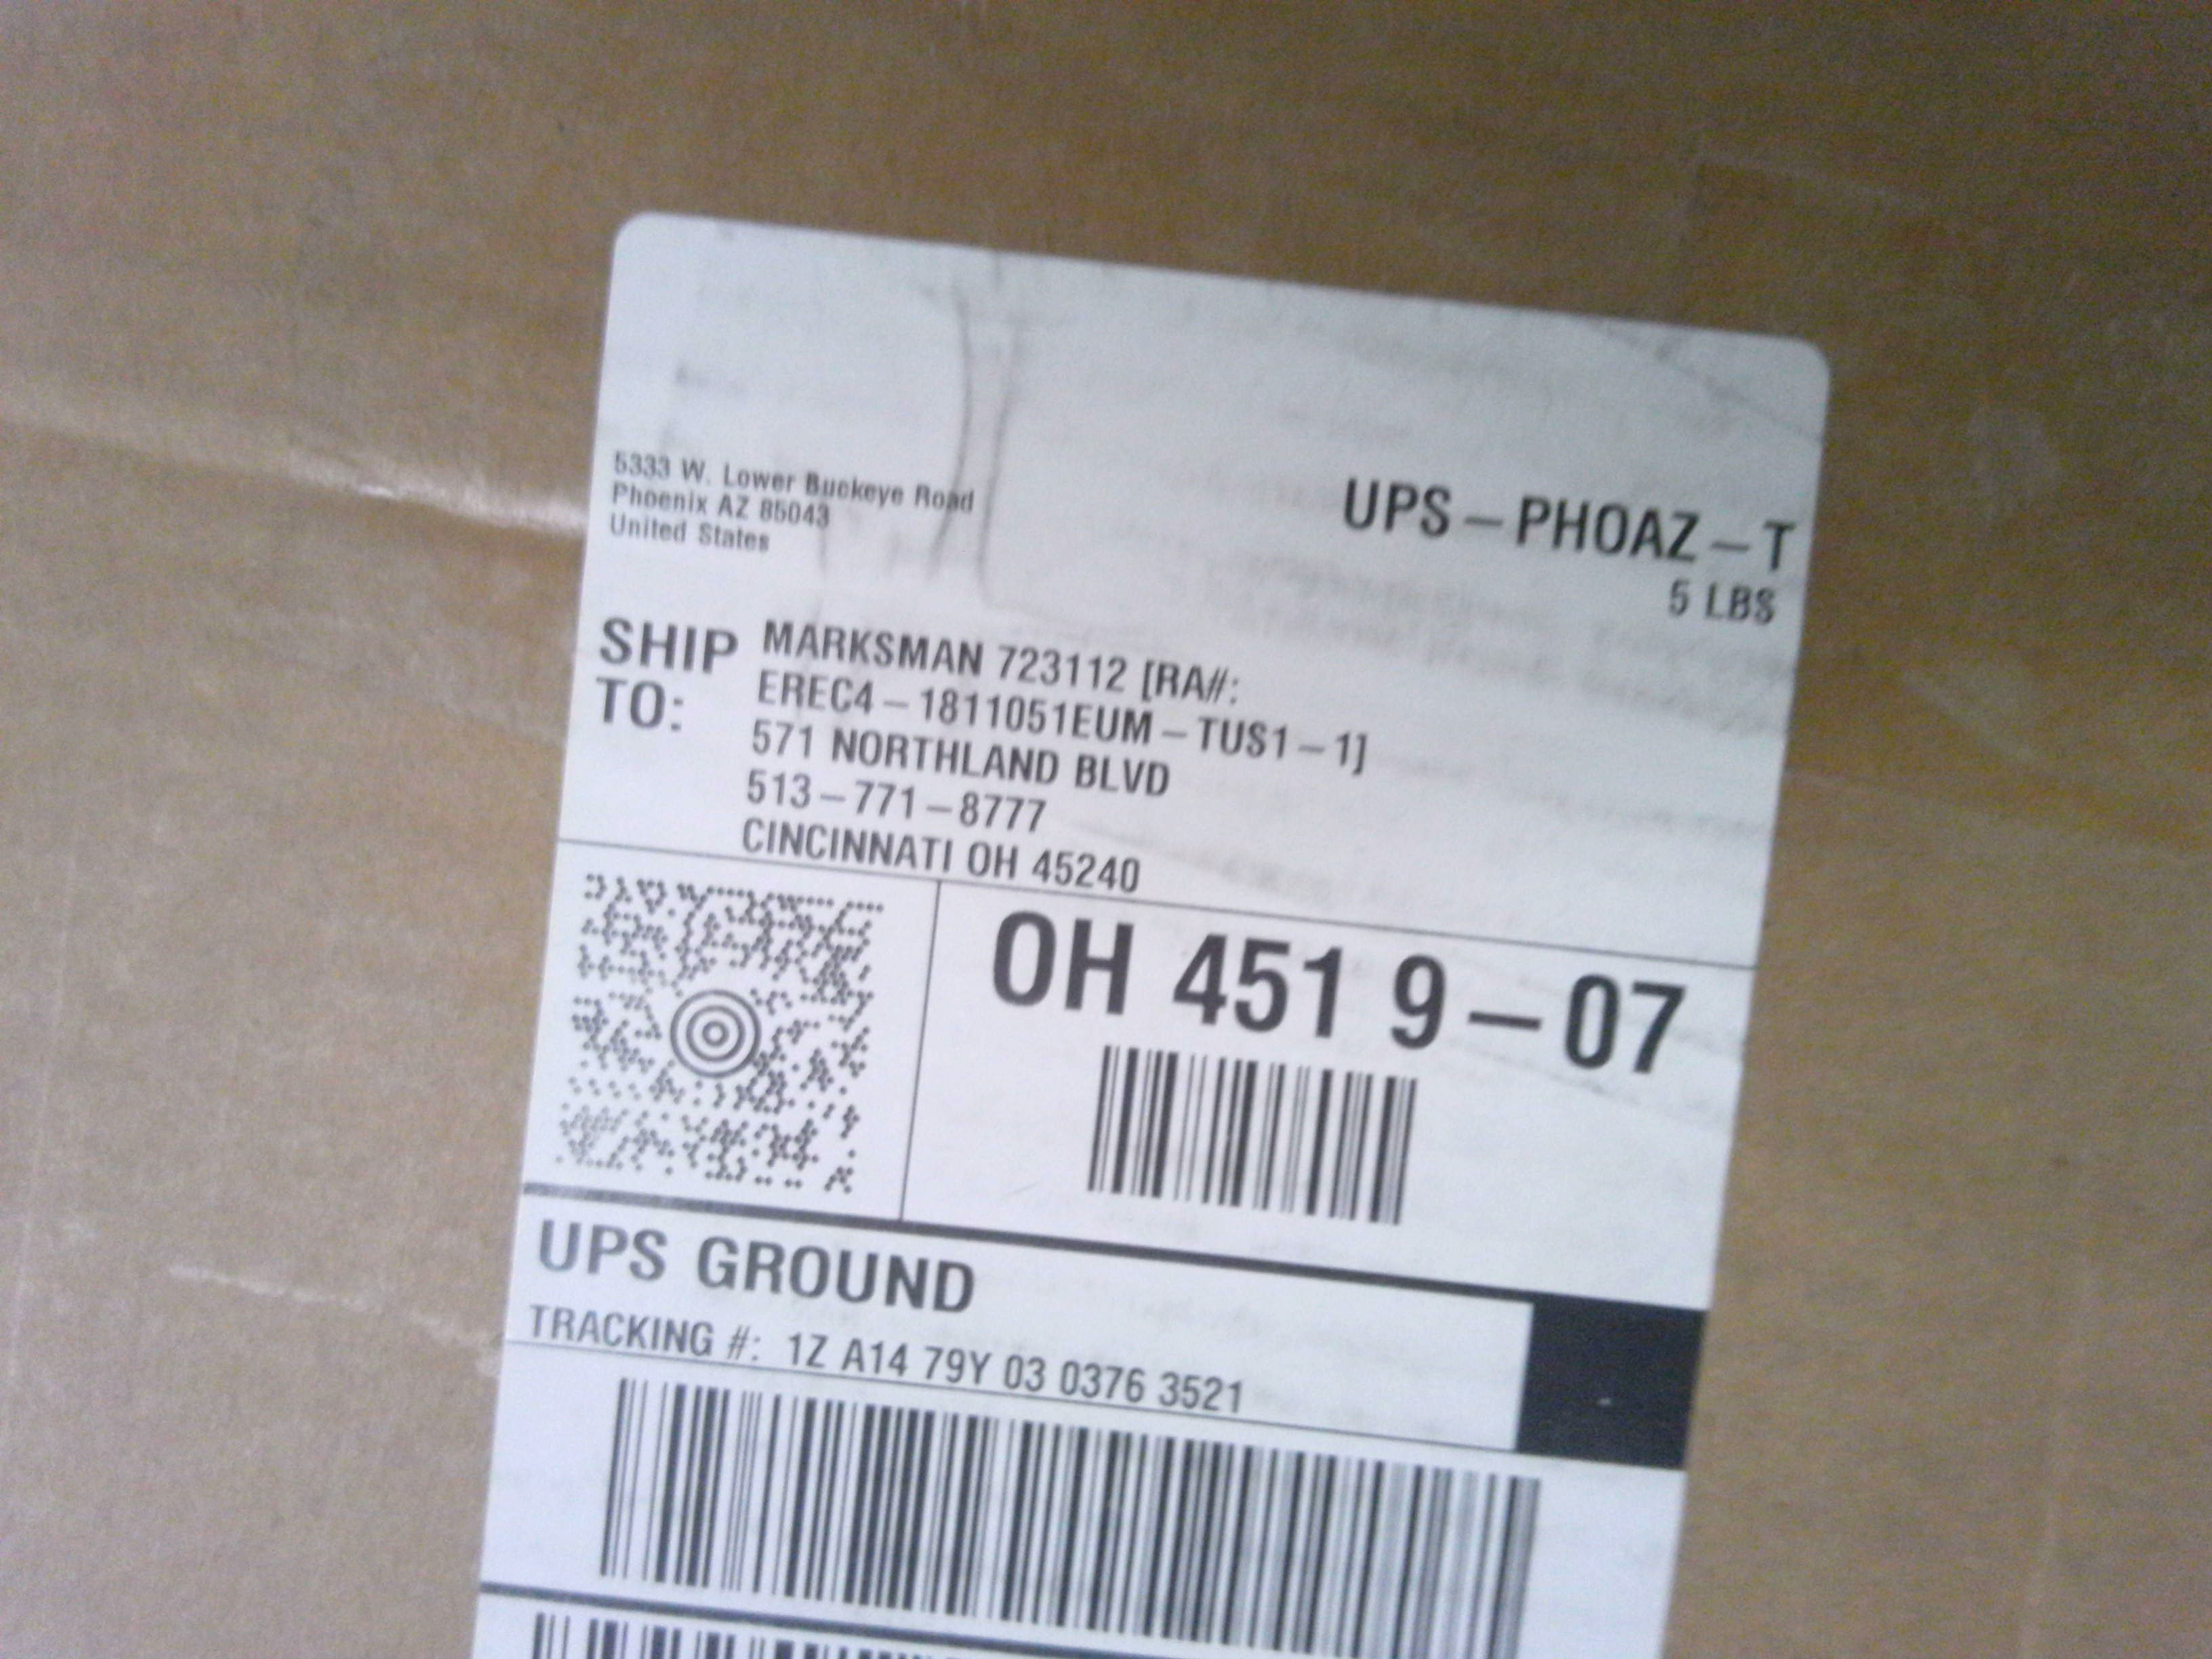 5333 W. Lower Buckeye Road
Phoenix AZ 85043
United States
UPS - PHOAZ - T
5 LBS
SHIP TO:
MARKSMAN 723112 [RA#:
EREC4 - 1811051EUM - TUS1 - 1]
571 NORTHLAND BLVD
513 - 771 - 8777
CINCINNATI OH 45240
OH 451 9 - 07
UPS GROUND
TRACKING #: 1Z A14 79Y 03 0376 3521